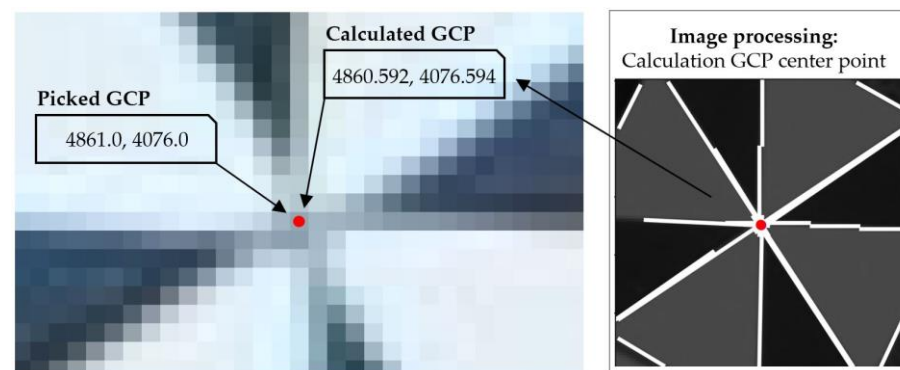 Picked GCP
4861.0, 4076.0
Calculated GCP
4860.592, 4076.594
Image processing:
Calculation GCP center point